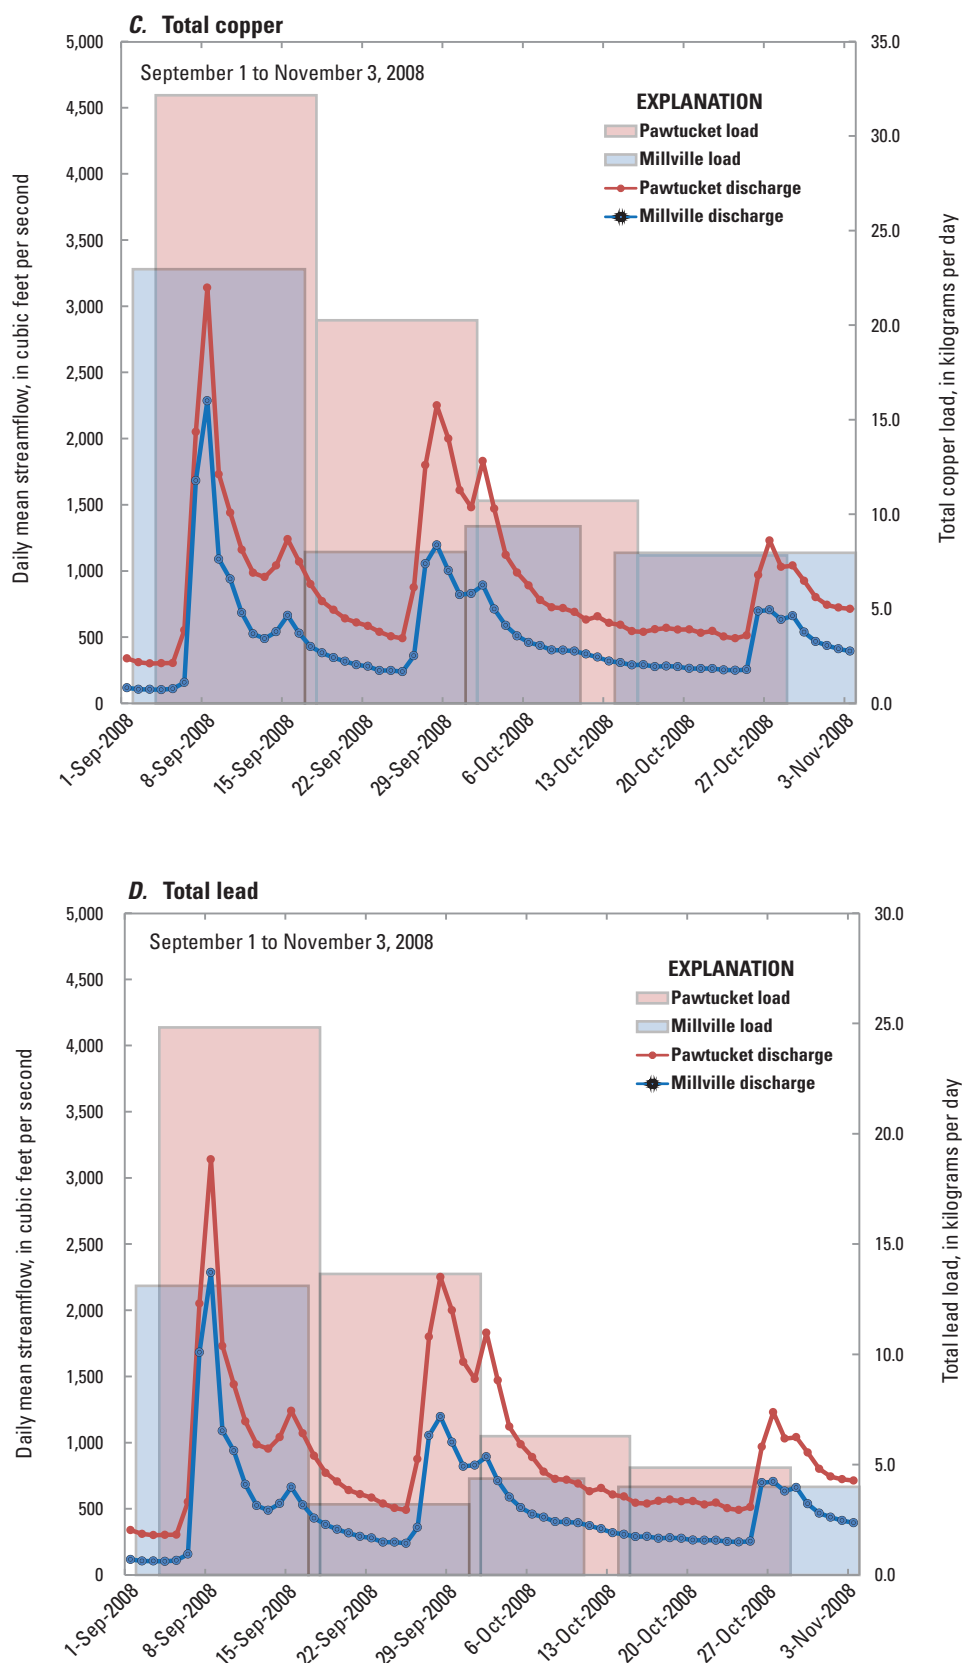 C. Total copper
5,000
4,500
4,000
3,500
3,000
2,500
2,000
1,500
1,000
500
0
Daily mean streamflow, in cubic feet per second
September 1 to November 3, 2008
EXPLANATION
Pawtucket load
Millville load
Pawtucket discharge
Millville discharge
35.0
30.0
25.0
20.0
15.0
10.0
5.0
0.0
Total copper load, in kilograms per day
1-Sep-2008
8-Sep-2008
15-Sep-2008
22-Sep-2008
29-Sep-2008
6-Oct-2008
13-Oct-2008
20-Oct-2008
27-Oct-2008
3-Nov-2008
D. Total lead
5,000
4,500
4,000
3,500
3,000
2,500
2,000
1,500
1,000
500
0
Daily mean streamflow, in cubic feet per second
September 1 to November 3, 2008
EXPLANATION
Pawtucket load
Millville load
Pawtucket discharge
Millville discharge
30.0
25.0
20.0
15.0
10.0
5.0
0.0
Total lead load, in kilograms per day
1-Sep-2008
8-Sep-2008
15-Sep-2008
22-Sep-2008
29-Sep-2008
6-Oct-2008
13-Oct-2008
20-Oct-2008
27-Oct-2008
3-Nov-2008